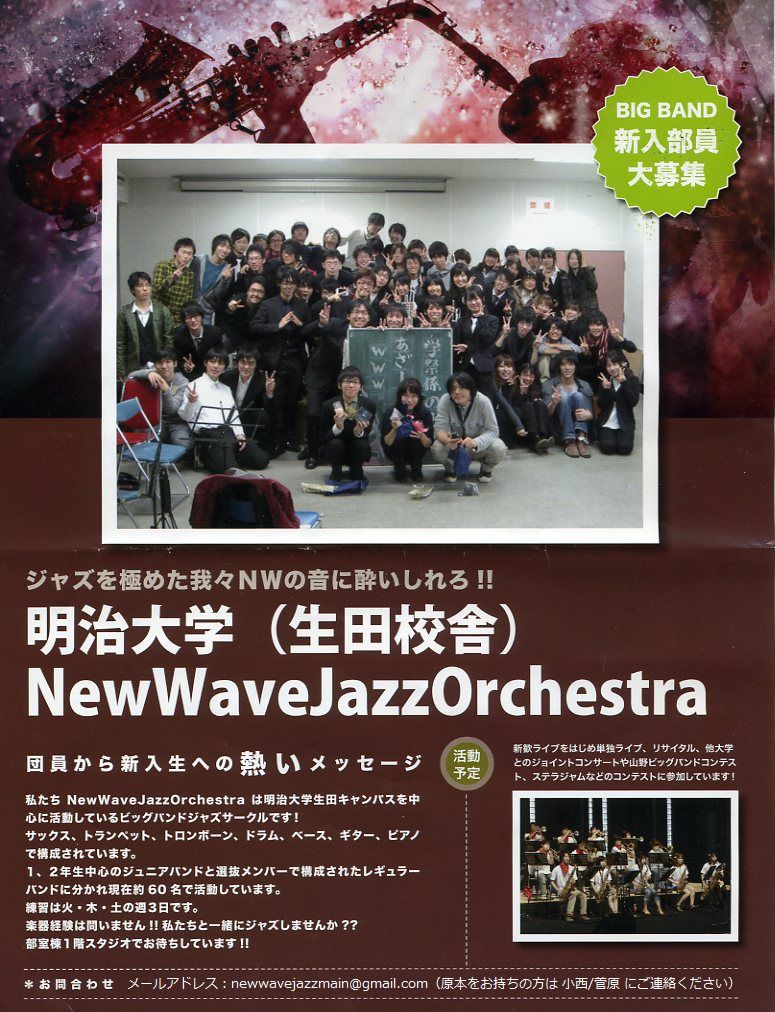 BIG BAND
新入部員
大募集
禁煙
学祭係の
あざー
www
ジャズを極めた我々NWの音に酔いしれろ!!
明治大学（生田校舎）
NewWaveJazzOrchestra
団員から新入生への熱いメッセージ
私たち NewWaveJazzOrchestra は明治大学生田キャンパスを中
心に活動しているビッグバンドジャズサークルです！
サックス、トランペット、トロンボーン、ドラム、ベース、ギター、ピアノ
で構成されています。
１、２年生中心のジュニアバンドと選抜メンバーで構成されたレギュラー
バンドに分かれ現在約 60 名で活動しています。
練習は火・木・土の週３日です。
楽器経験は問いません!!私たちと一緒にジャズしませんか??
部室棟１階スタジオでお待ちしています!!
活動
予定
新歓ライブをはじめ単独ライブ、リサイタル、他大学
とのジョイントコンサートや山野ビッグバンドコンテス
ト、ステラジャムなどのコンテストに参加しています！
＊お問合わせ　メールアドレス：newwavejazzmain@gmail.com（原本をお持ちの方は 小西/菅原 にご連絡ください）